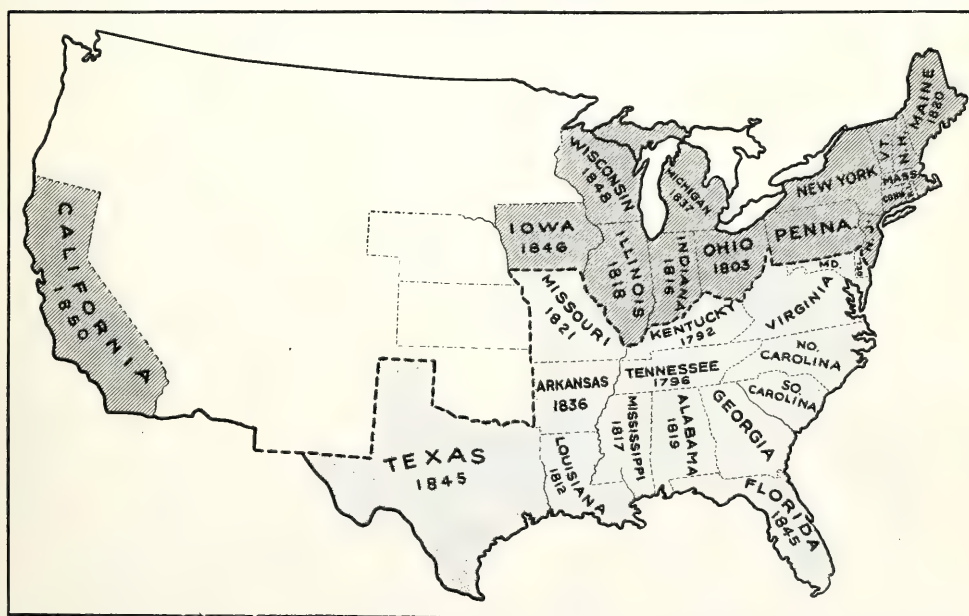 MAINE
1820
VT.
N.H.
MASS
CONN
NEW YORK
WISCONSIN
1848
MICHIGAN
1837
PENNA.
N.J.
IOWA
1846
ILLINOIS
1818
INDIANA
1816
OHIO
1803
MD.
CALIFORNIA
1850
MISSOURI
1821
KENTUCKY
1792
VIRGINIA
NO.
CAROLINA
TENNESSEE
1796
ARKANSAS
1836
SO.
CAROLINA
MISSISSIPPI
1817
ALABAMA
1819
GEORGIA
TEXAS
1845
LOUISIANA
1812
FLORIDA
1845